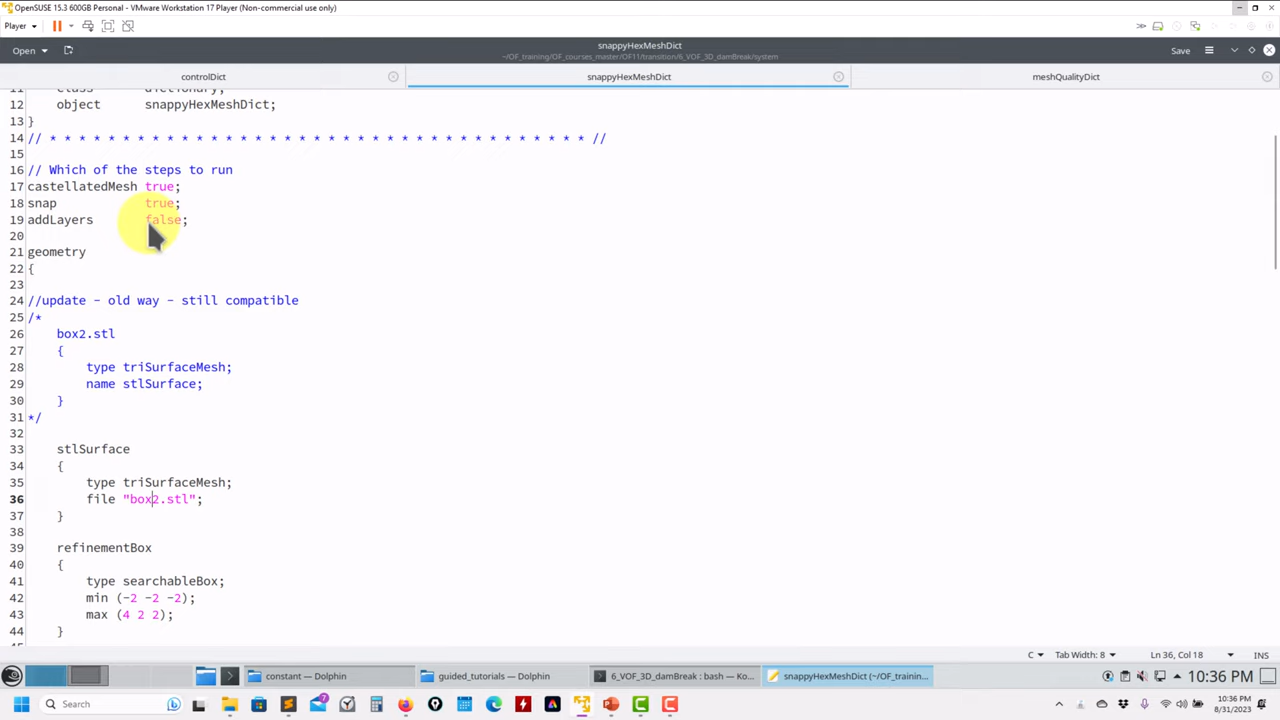 OpenSUSE 15.3 600GB Personal - VMware Workstation 17 Player (Non-commercial use only)
Player
Open
snappyHexMeshDict
~/OF_training/OF_courses_master/OF11/transition/6_VOF_3D_damBreak/system
Save
controlDict
snappyHexMeshDict
meshQualityDict
11 class dictionary;
12 object snappyHexMeshDict;
13 }
14 // * * * * * * * * * * * * * * * * * * * * * * * * * * * * * * * * * * * * * //
15
16 // Which of the steps to run
17 castellatedMesh true;
18 snap true;
19 addLayers false;
20
21 geometry
22 {
23
24 //update - old way - still compatible
25 /*
26 box2.stl
27 {
28 type triSurfaceMesh;
29 name stlSurface;
30 }
31 */
32
33 stlSurface
34 {
35 type triSurfaceMesh;
36 file "box2.stl";
37 }
38
39 refinementBox
40 {
41 type searchableBox;
42 min (-2 -2 -2);
43 max (4 2 2);
44 }
C
Tab Width: 8
Ln 36, Col 18
INS
constant — Dolphin
guided_tutorials — Dolphin
6_VOF_3D_damBreak : bash — Ko...
snappyHexMeshDict (~/OF_trainin...
10:36 PM
Search
10:36 PM
8/31/2023